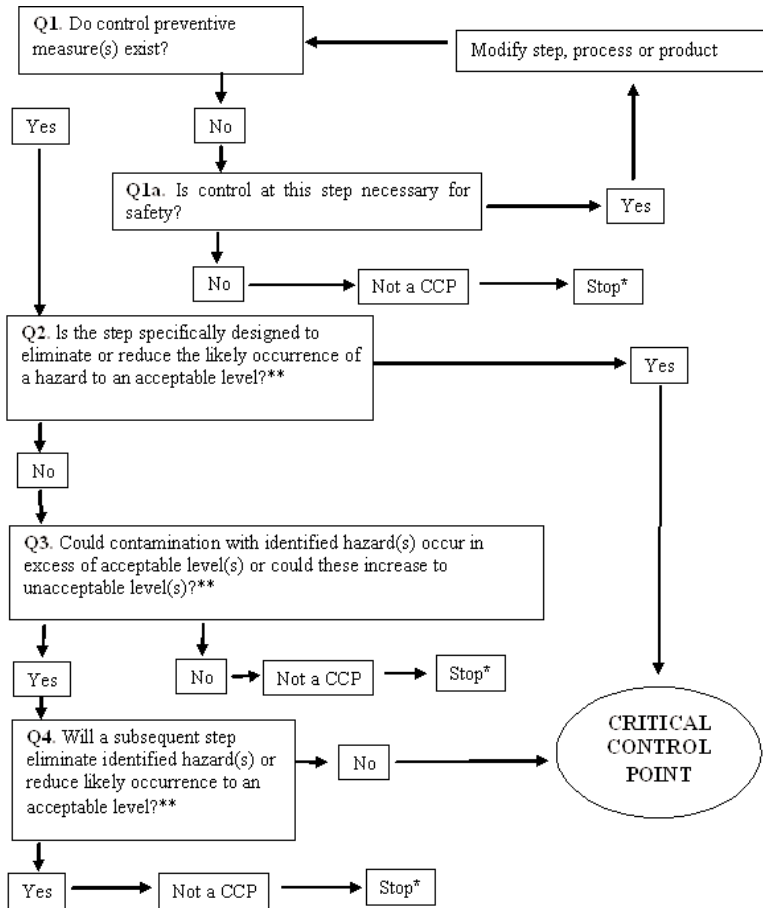 Q1. Do control preventive
measure(s) exist?
Modify step, process or product
Yes
No
Q1a. Is control at this step necessary for
safety?
Yes
No
Not a CCP
Stop*
Q2. Is the step specifically designed to
eliminate or reduce the likely occurrence of
a hazard to an acceptable level?**
Yes
No
Q3. Could contamination with identified hazard(s) occur in
excess of acceptable level(s) or could these increase to
unacceptable level(s)?**
Yes
No
Not a CCP
Stop*
Q4. Will a subsequent step
eliminate identified hazard(s) or
reduce likely occurrence to an
acceptable level?**
No
CRITICAL
CONTROL
POINT
Yes
Not a CCP
Stop*